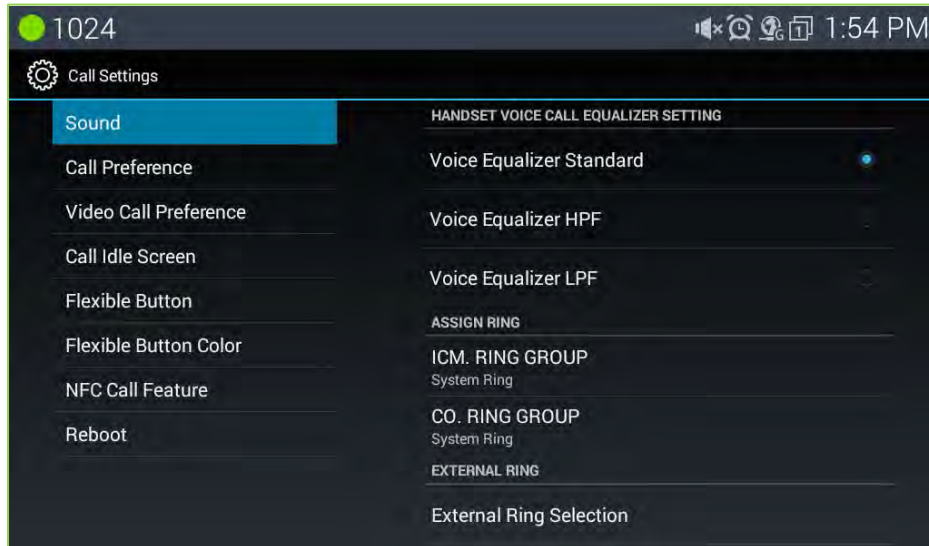 1024
1:54 PM
Call Settings
Sound
Call Preference
Video Call Preference
Call Idle Screen
Flexible Button
Flexible Button Color
NFC Call Feature
Reboot
HANDSET VOICE CALL EQUALIZER SETTING
Voice Equalizer Standard
Voice Equalizer HPF
Voice Equalizer LPF
ASSIGN RING
ICM. RING GROUP
System Ring
CO. RING GROUP
System Ring
EXTERNAL RING
External Ring Selection